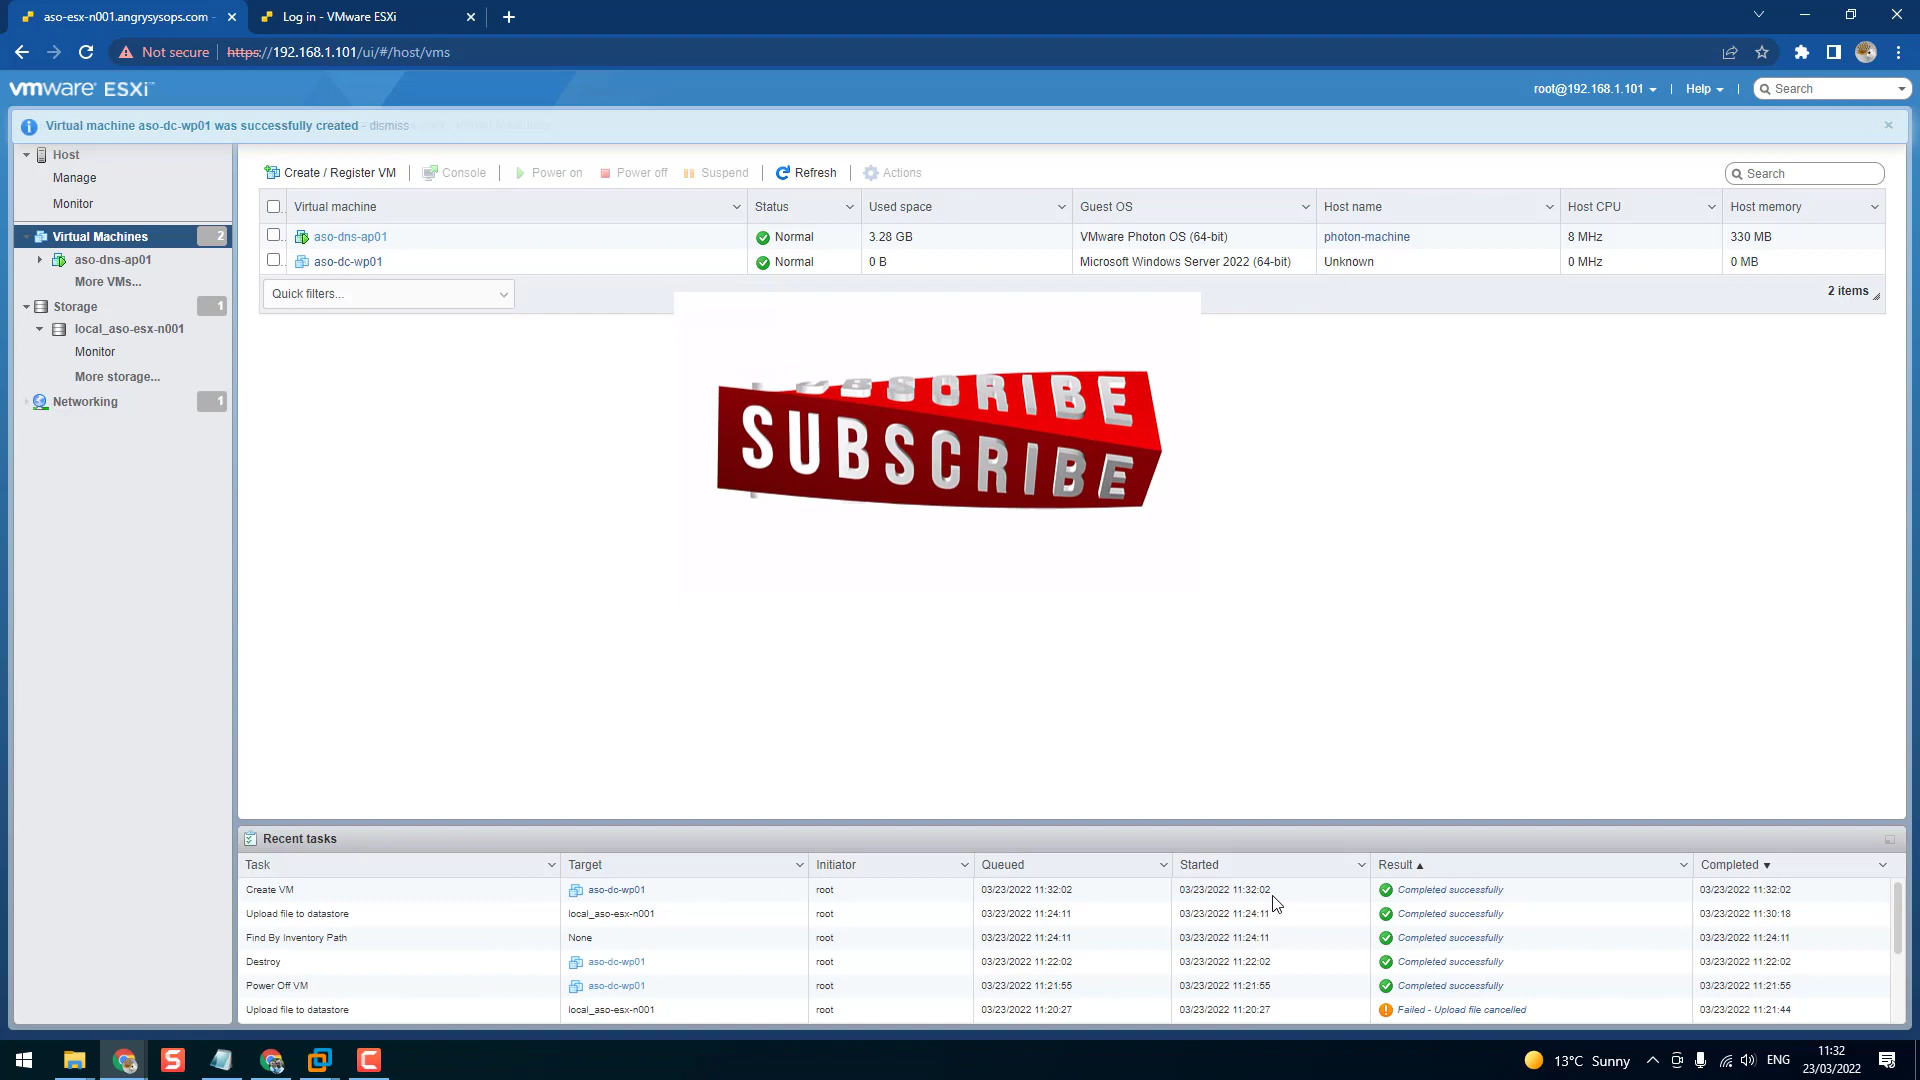 aso-esx-n001.angrysysops.com -
Log in - VMware ESXi
Not secure
https://192.168.1.101/ui/#/host/vms
vmware ESXi™
root@192.168.1.101
Help
Search
Virtual machine aso-dc-wp01 was successfully created - dismiss
Host
Manage
Monitor
Virtual Machines 2
aso-dns-ap01
More VMs...
Storage 1
local_aso-esx-n001
Monitor
More storage...
Networking 1
Create / Register VM
Console
Power on
Power off
Suspend
Refresh
Actions
Search
Virtual machine Status Used space Guest OS Host name Host CPU Host memory
aso-dns-ap01 Normal 3.28 GB VMware Photon OS (64-bit) photon-machine 8 MHz 330 MB
aso-dc-wp01 Normal 0 B Microsoft Windows Server 2022 (64-bit) Unknown 0 MHz 0 MB
Quick filters...
2 items
SUBSCRIBE
SUBSCRIBE
Recent tasks
Task Target Initiator Queued Started Result Completed
Create VM aso-dc-wp01 root 03/23/2022 11:32:02 03/23/2022 11:32:02 Completed successfully 03/23/2022 11:32:02
Upload file to datastore local_aso-esx-n001 root 03/23/2022 11:24:11 03/23/2022 11:24:11 Completed successfully 03/23/2022 11:30:18
Find By Inventory Path None root 03/23/2022 11:24:11 03/23/2022 11:24:11 Completed successfully 03/23/2022 11:24:11
Destroy aso-dc-wp01 root 03/23/2022 11:22:02 03/23/2022 11:22:02 Completed successfully 03/23/2022 11:22:02
Power Off VM aso-dc-wp01 root 03/23/2022 11:21:55 03/23/2022 11:21:55 Completed successfully 03/23/2022 11:21:55
Upload file to datastore local_aso-esx-n001 root 03/23/2022 11:20:27 03/23/2022 11:20:27 Failed - Upload file cancelled 03/23/2022 11:21:44
13°C Sunny
ENG
11:32
23/03/2022